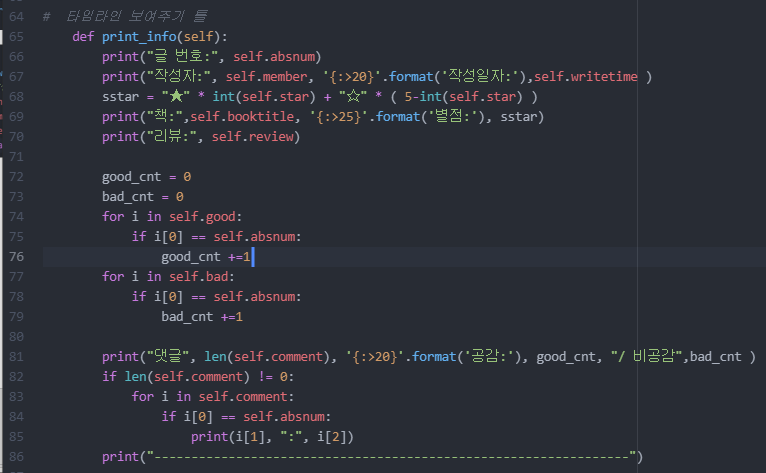 64 # 타임라인 보여주기 틀
65 def print_info(self):
66 print("글 번호:", self.absnum)
67 print("작성자:", self.member, '{:>20}'.format('작성일자:'),self.writetime )
68 sstar = "★" * int(self.star) + "☆" * ( 5-int(self.star) )
69 print("책:",self.booktitle, '{:>25}'.format('별점:'), sstar)
70 print("리뷰:", self.review)
71
72 good_cnt = 0
73 bad_cnt = 0
74 for i in self.good:
75 if i[0] == self.absnum:
76 good_cnt +=1
77 for i in self.bad:
78 if i[0] == self.absnum:
79 bad_cnt +=1
80
81 print("댓글", len(self.comment), '{:>20}'.format('공감:'), good_cnt, "/ 비공감",bad_cnt )
82 if len(self.comment) != 0:
83 for i in self.comment:
84 if i[0] == self.absnum:
85 print(i[1], ":", i[2])
86 print("----------------------------------------------------------------")